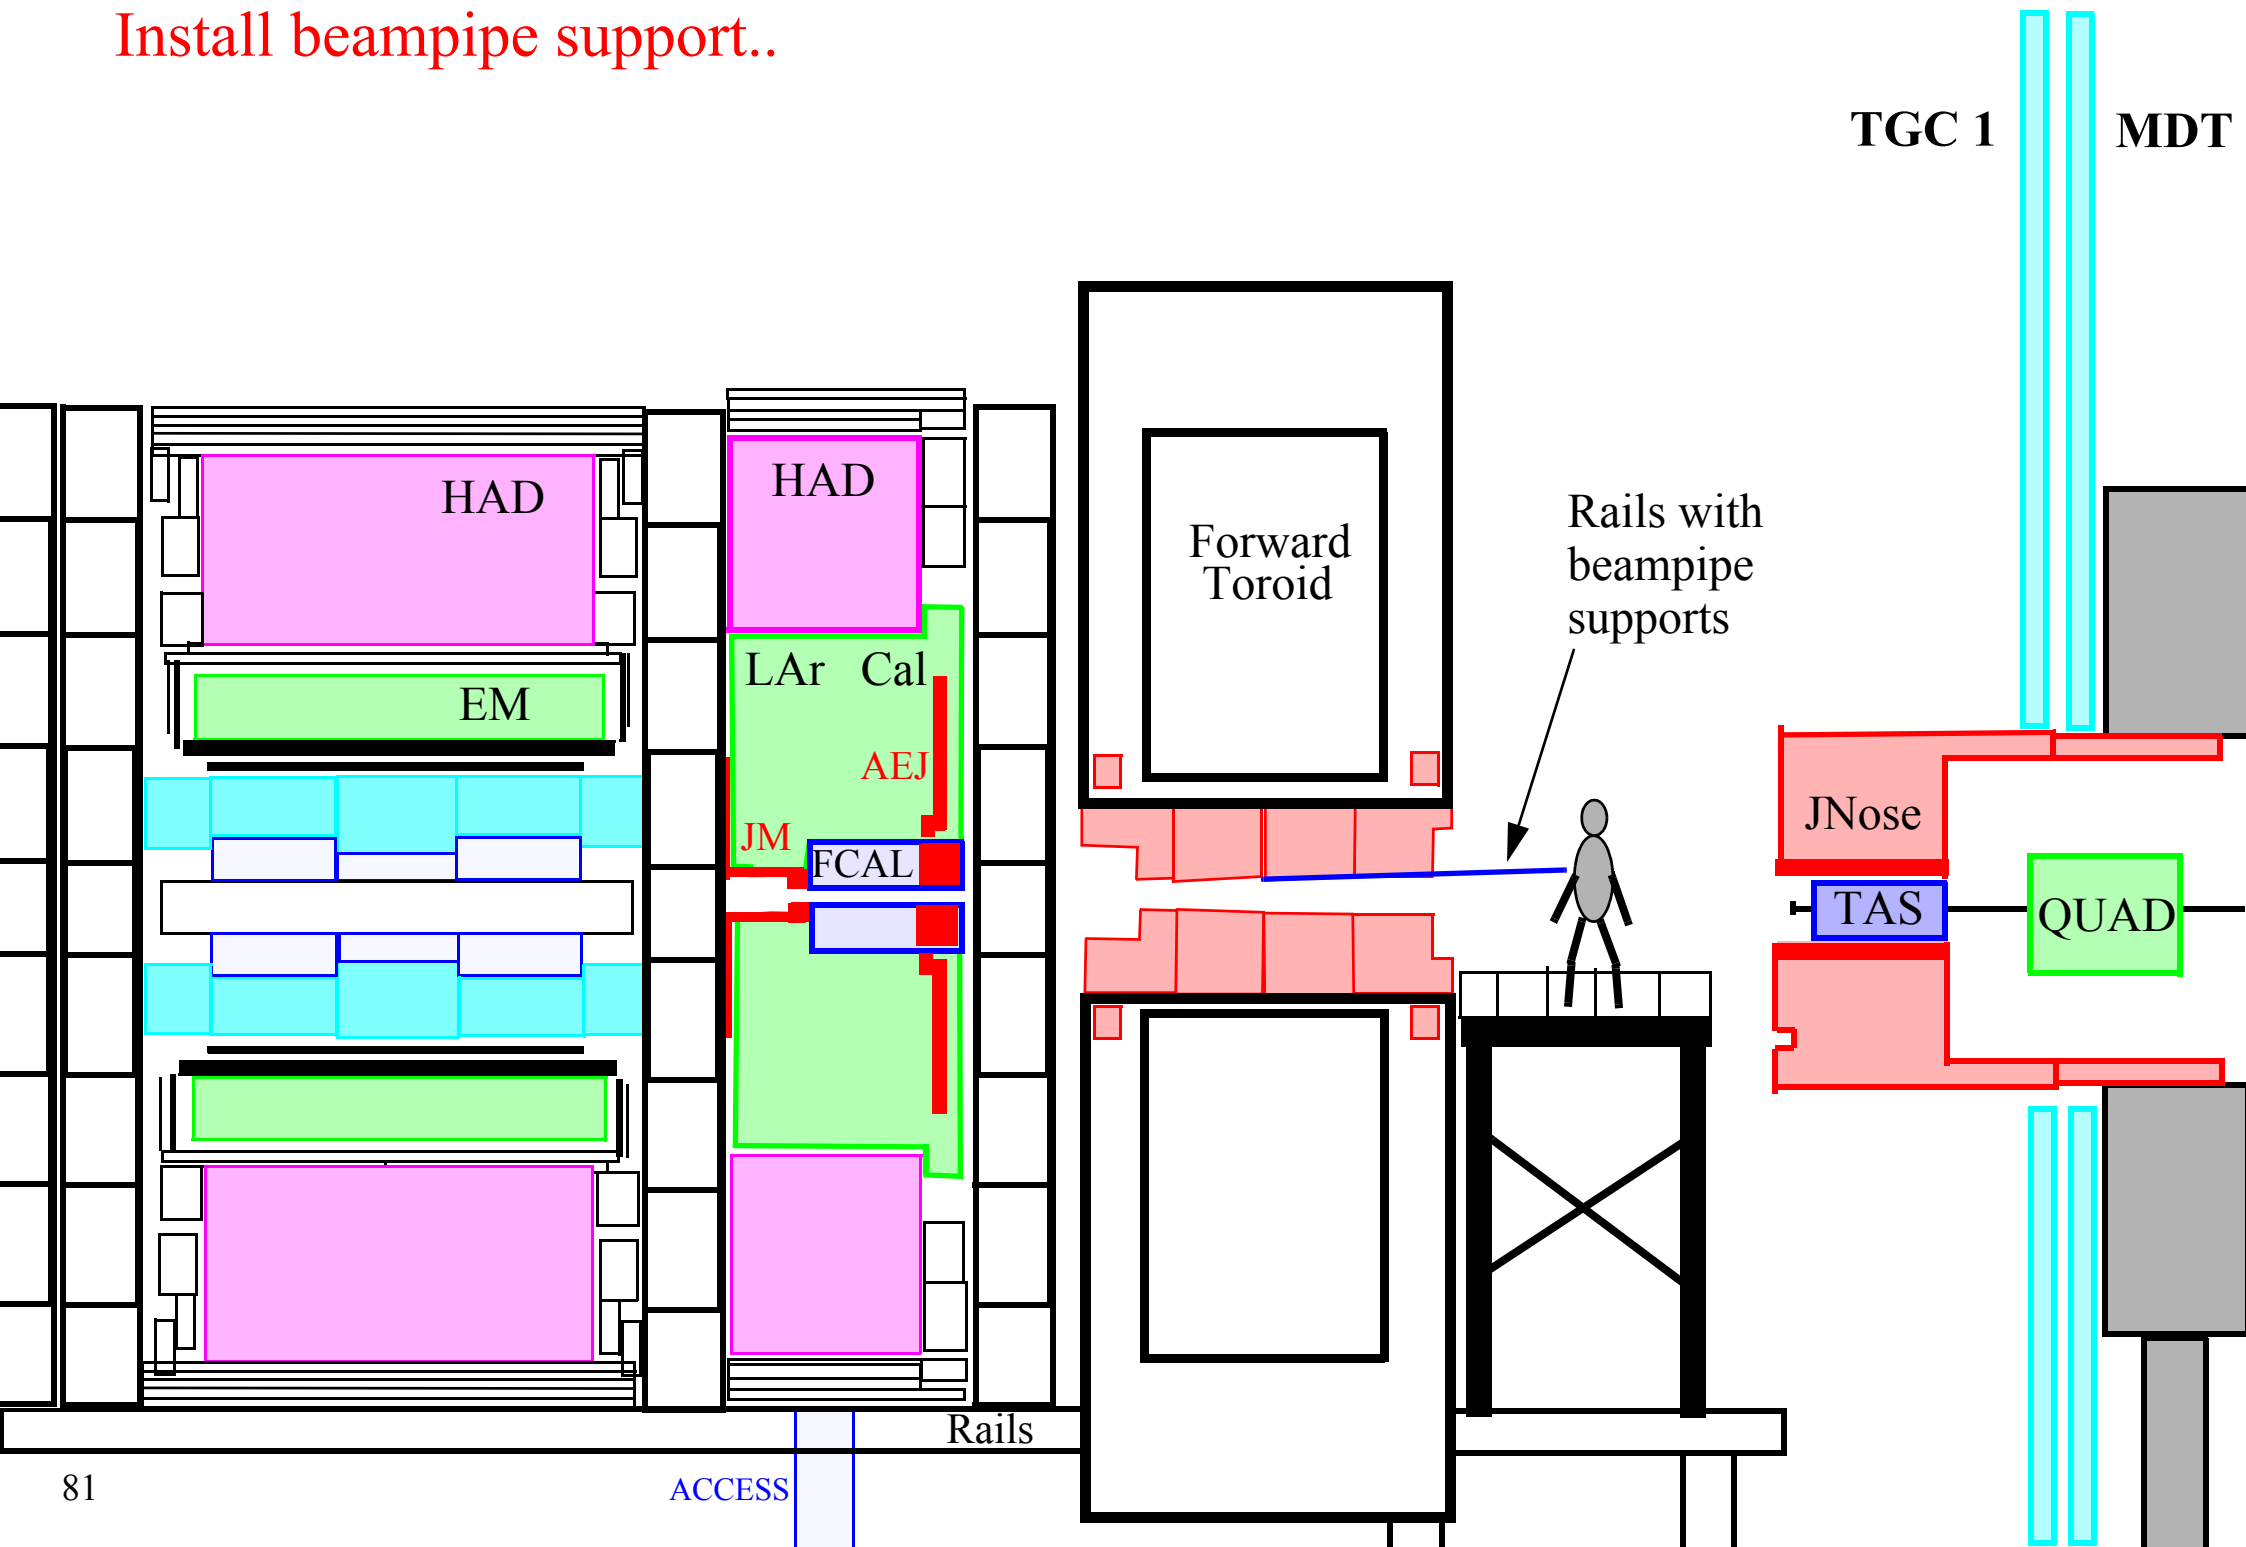 Install beampipe support..
TGC 1
MDT
HAD
HAD
Forward
Toroid
Rails with
beampipe
supports
LAr Cal
EM
AEJ
JM
FCAL
JNose
TAS
QUAD
Rails
81
ACCESS